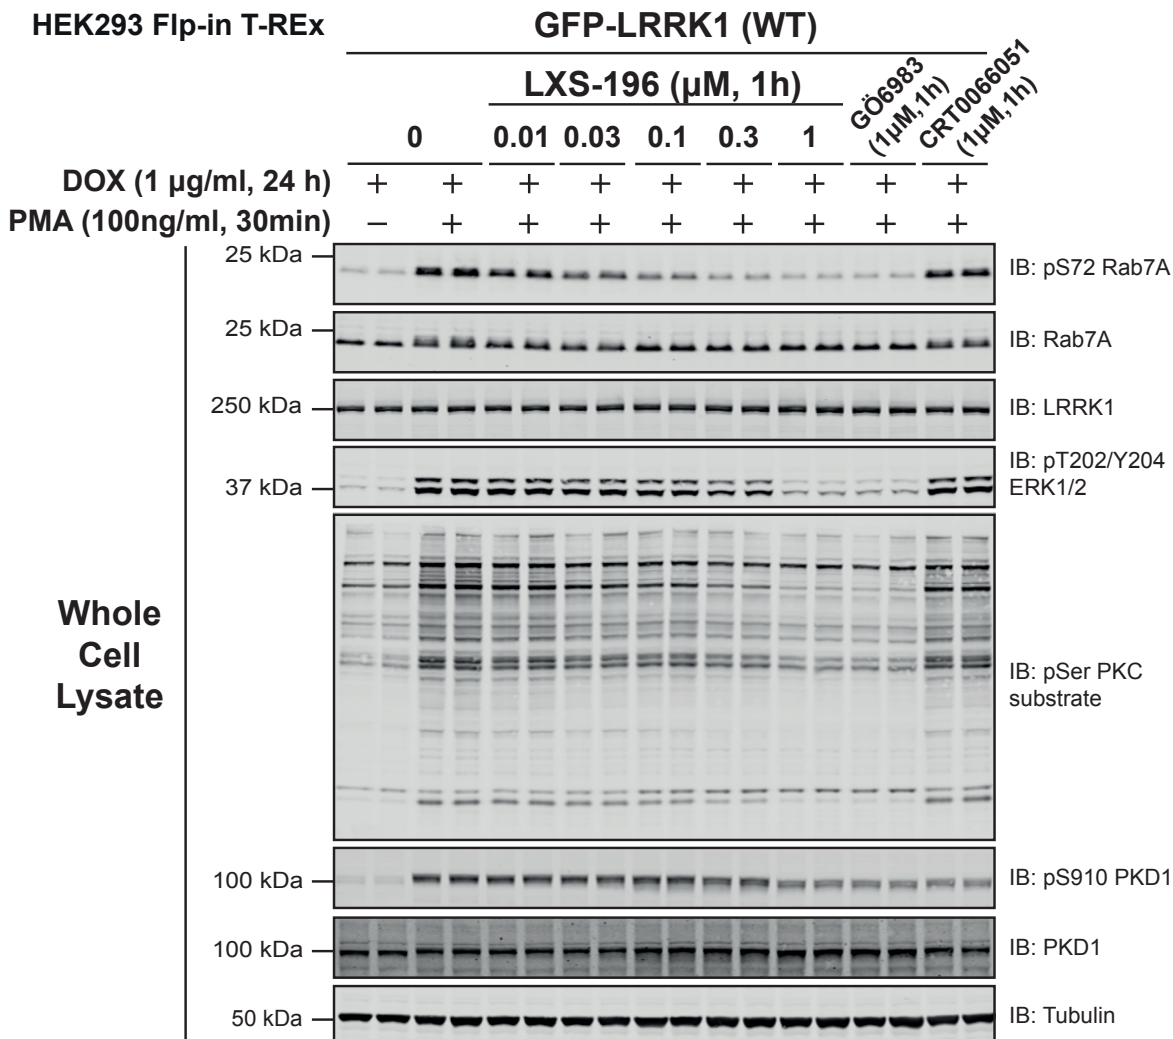 HEK293 Flp-in T-REx
GFP-LRRK1 (WT)
LXS-196 (µM, 1h)
GÖ6983
(1µM,1h)
CRT0066051
(1µM, 1h)
0 0.01 0.03 0.1 0.3 1
DOX (1 µg/ml, 24 h) + + + + + + + + +
PMA (100ng/ml, 30min) − + + + + + + + +
25 kDa
IB: pS72 Rab7A
25 kDa
IB: Rab7A
250 kDa
IB: LRRK1
IB: pT202/Y204
ERK1/2
37 kDa
Whole
Cell
Lysate
IB: pSer PKC
substrate
100 kDa
IB: pS910 PKD1
100 kDa
IB: PKD1
50 kDa
IB: Tubulin